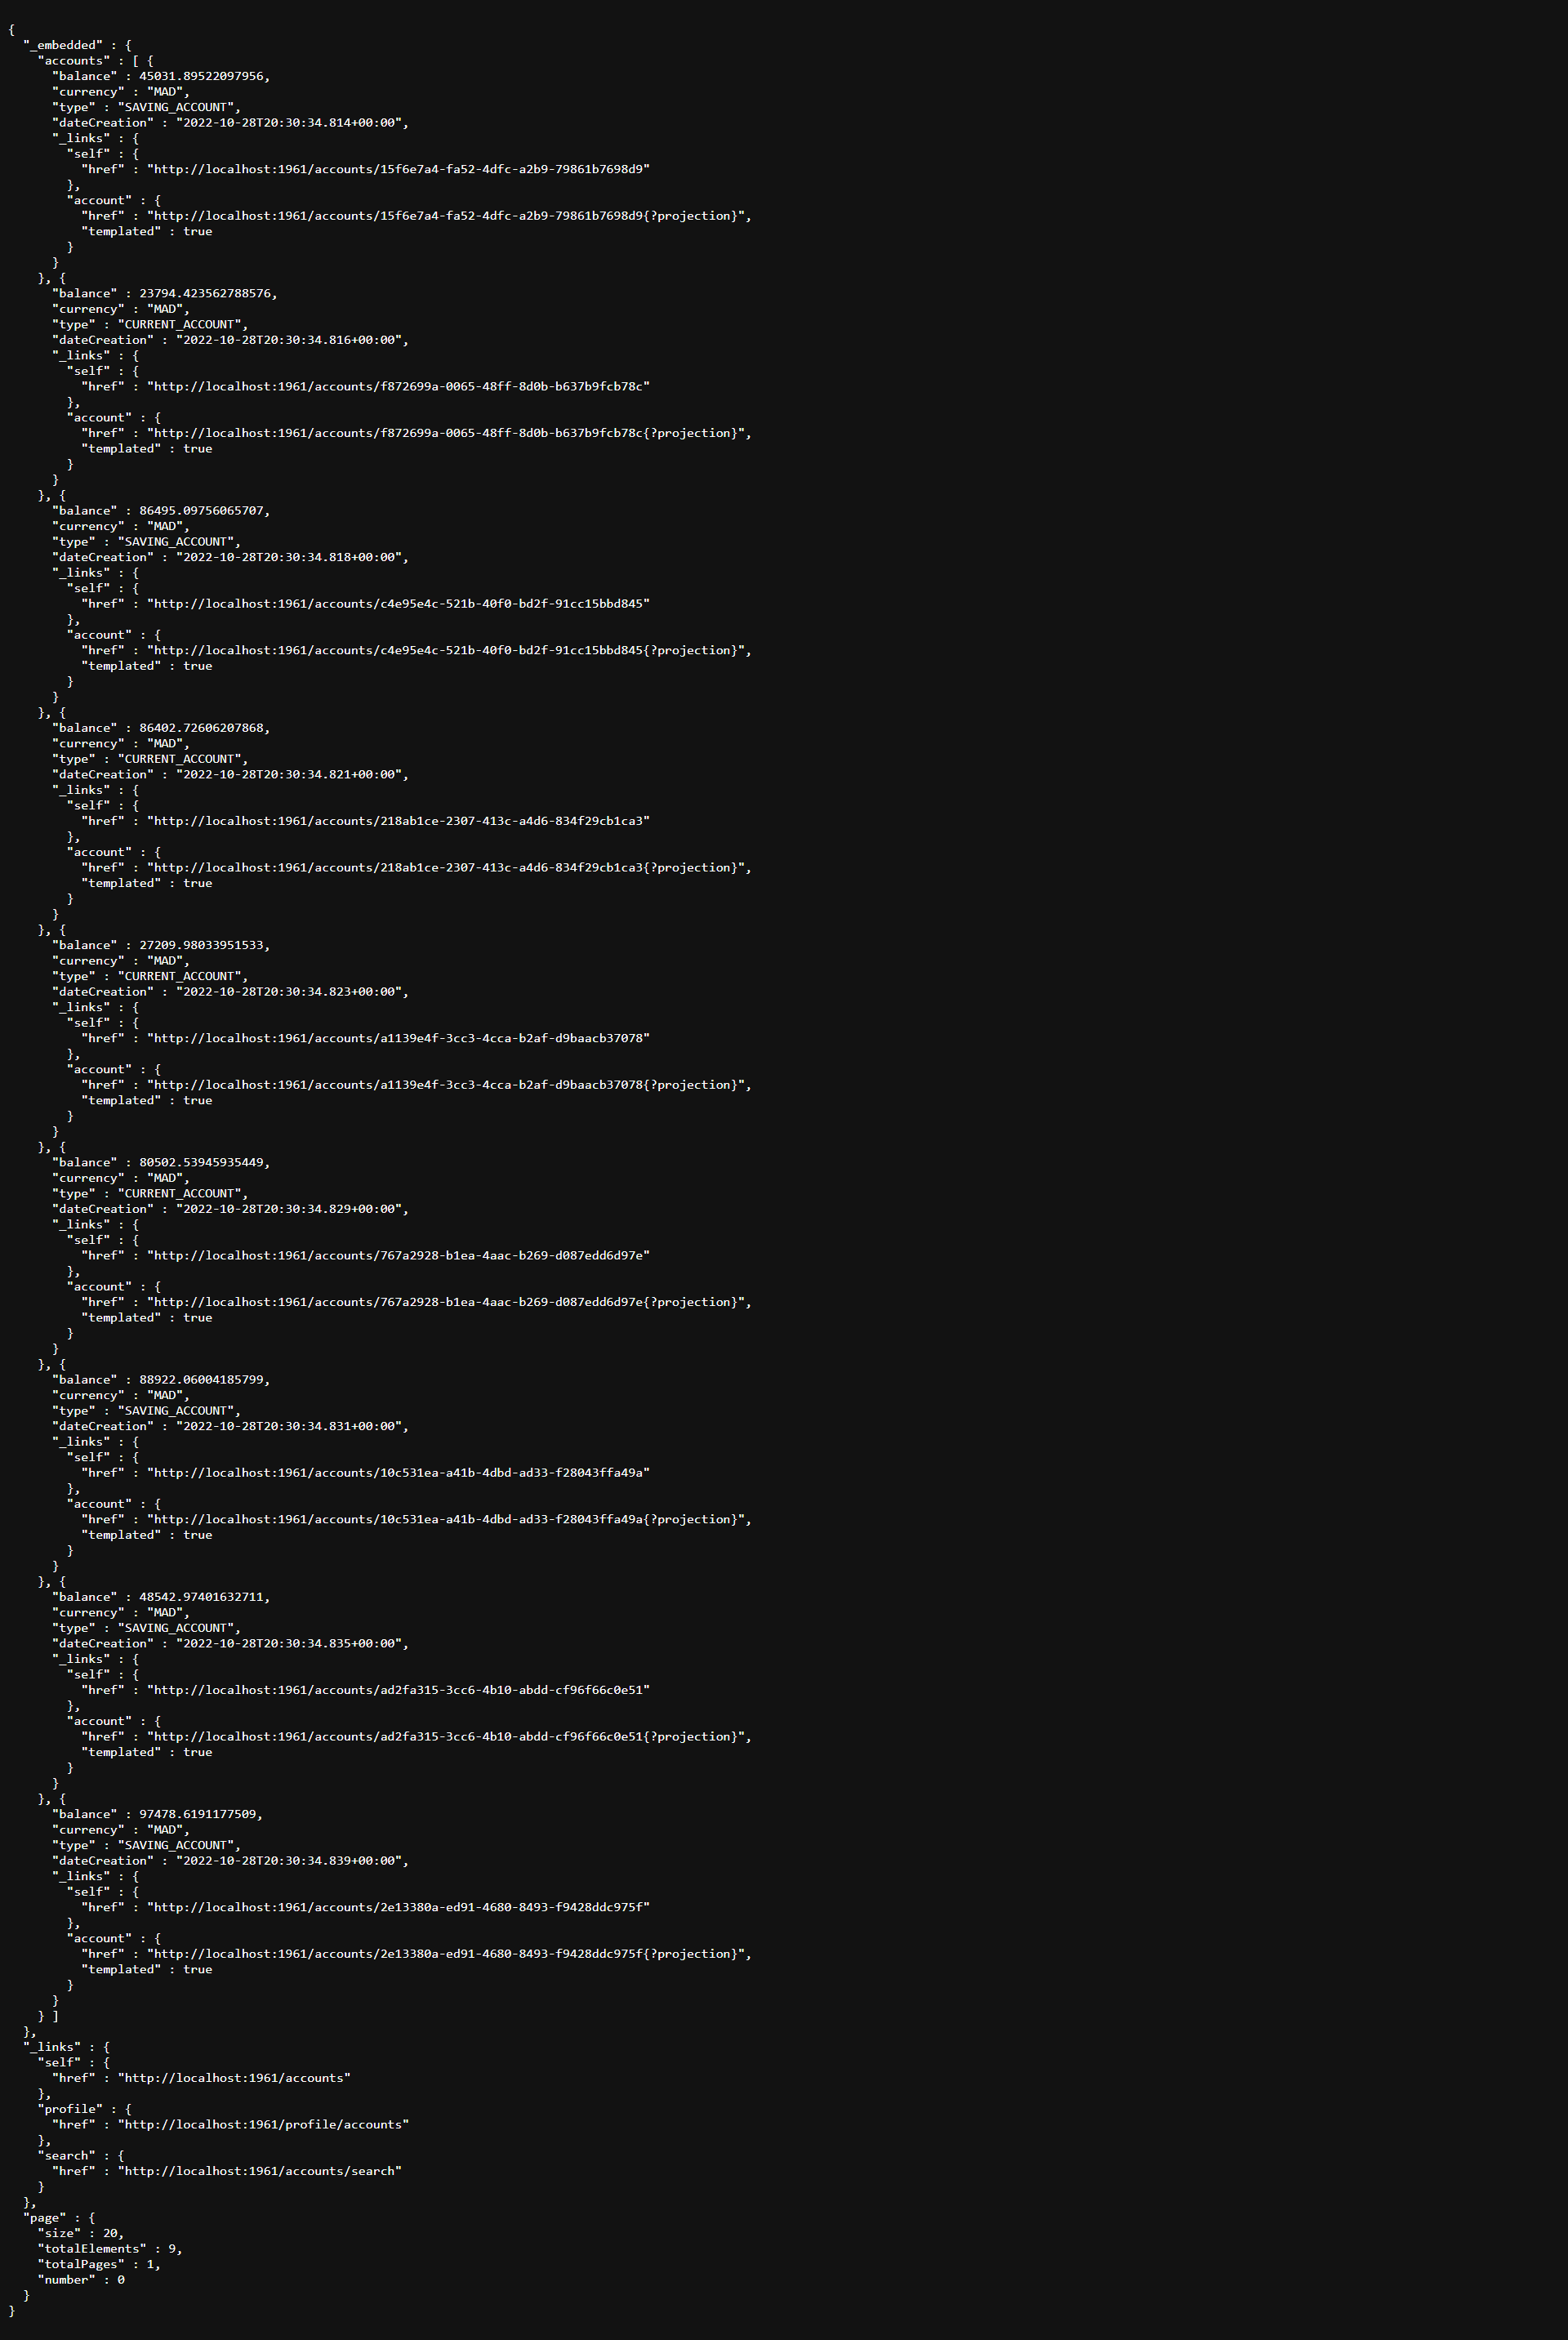 {
  "_embedded" : {
    "accounts" : [ {
      "balance" : 45031.89522097956,
      "currency" : "MAD",
      "type" : "SAVING_ACCOUNT",
      "dateCreation" : "2022-10-28T20:30:34.814+00:00",
      "_links" : {
        "self" : {
          "href" : "http://localhost:1961/accounts/15f6e7a4-fa52-4dfc-a2b9-79861b7698d9"
        },
        "account" : {
          "href" : "http://localhost:1961/accounts/15f6e7a4-fa52-4dfc-a2b9-79861b7698d9{?projection}",
          "templated" : true
        }
      }
    }, {
      "balance" : 23794.423562788576,
      "currency" : "MAD",
      "type" : "CURRENT_ACCOUNT",
      "dateCreation" : "2022-10-28T20:30:34.816+00:00",
      "_links" : {
        "self" : {
          "href" : "http://localhost:1961/accounts/f872699a-0065-48ff-8d0b-b637b9fcb78c"
        },
        "account" : {
          "href" : "http://localhost:1961/accounts/f872699a-0065-48ff-8d0b-b637b9fcb78c{?projection}",
          "templated" : true
        }
      }
    }, {
      "balance" : 86495.09756065707,
      "currency" : "MAD",
      "type" : "SAVING_ACCOUNT",
      "dateCreation" : "2022-10-28T20:30:34.818+00:00",
      "_links" : {
        "self" : {
          "href" : "http://localhost:1961/accounts/c4e95e4c-521b-40f0-bd2f-91cc15bbd845"
        },
        "account" : {
          "href" : "http://localhost:1961/accounts/c4e95e4c-521b-40f0-bd2f-91cc15bbd845{?projection}",
          "templated" : true
        }
      }
    }, {
      "balance" : 86402.72606207868,
      "currency" : "MAD",
      "type" : "CURRENT_ACCOUNT",
      "dateCreation" : "2022-10-28T20:30:34.821+00:00",
      "_links" : {
        "self" : {
          "href" : "http://localhost:1961/accounts/218ab1ce-2307-413c-a4d6-834f29cb1ca3"
        },
        "account" : {
          "href" : "http://localhost:1961/accounts/218ab1ce-2307-413c-a4d6-834f29cb1ca3{?projection}",
          "templated" : true
        }
      }
    }, {
      "balance" : 27209.98033951533,
      "currency" : "MAD",
      "type" : "CURRENT_ACCOUNT",
      "dateCreation" : "2022-10-28T20:30:34.823+00:00",
      "_links" : {
        "self" : {
          "href" : "http://localhost:1961/accounts/a1139e4f-3cc3-4cca-b2af-d9baacb37078"
        },
        "account" : {
          "href" : "http://localhost:1961/accounts/a1139e4f-3cc3-4cca-b2af-d9baacb37078{?projection}",
          "templated" : true
        }
      }
    }, {
      "balance" : 80502.53945935449,
      "currency" : "MAD",
      "type" : "CURRENT_ACCOUNT",
      "dateCreation" : "2022-10-28T20:30:34.829+00:00",
      "_links" : {
        "self" : {
          "href" : "http://localhost:1961/accounts/767a2928-b1ea-4aac-b269-d087edd6d97e"
        },
        "account" : {
          "href" : "http://localhost:1961/accounts/767a2928-b1ea-4aac-b269-d087edd6d97e{?projection}",
          "templated" : true
        }
      }
    }, {
      "balance" : 88922.06004185799,
      "currency" : "MAD",
      "type" : "SAVING_ACCOUNT",
      "dateCreation" : "2022-10-28T20:30:34.831+00:00",
      "_links" : {
        "self" : {
          "href" : "http://localhost:1961/accounts/10c531ea-a41b-4dbd-ad33-f28043ffa49a"
        },
        "account" : {
          "href" : "http://localhost:1961/accounts/10c531ea-a41b-4dbd-ad33-f28043ffa49a{?projection}",
          "templated" : true
        }
      }
    }, {
      "balance" : 48542.97401632711,
      "currency" : "MAD",
      "type" : "SAVING_ACCOUNT",
      "dateCreation" : "2022-10-28T20:30:34.835+00:00",
      "_links" : {
        "self" : {
          "href" : "http://localhost:1961/accounts/ad2fa315-3cc6-4b10-abdd-cf96f66c0e51"
        },
        "account" : {
          "href" : "http://localhost:1961/accounts/ad2fa315-3cc6-4b10-abdd-cf96f66c0e51{?projection}",
          "templated" : true
        }
      }
    }, {
      "balance" : 97478.6191177509,
      "currency" : "MAD",
      "type" : "SAVING_ACCOUNT",
      "dateCreation" : "2022-10-28T20:30:34.839+00:00",
      "_links" : {
        "self" : {
          "href" : "http://localhost:1961/accounts/2e13380a-ed91-4680-8493-f9428ddc975f"
        },
        "account" : {
          "href" : "http://localhost:1961/accounts/2e13380a-ed91-4680-8493-f9428ddc975f{?projection}",
          "templated" : true
        }
      }
    } ]
  },
  "_links" : {
    "self" : {
      "href" : "http://localhost:1961/accounts"
    },
    "profile" : {
      "href" : "http://localhost:1961/profile/accounts"
    },
    "search" : {
      "href" : "http://localhost:1961/accounts/search"
    }
  },
  "page" : {
    "size" : 20,
    "totalElements" : 9,
    "totalPages" : 1,
    "number" : 0
  }
}